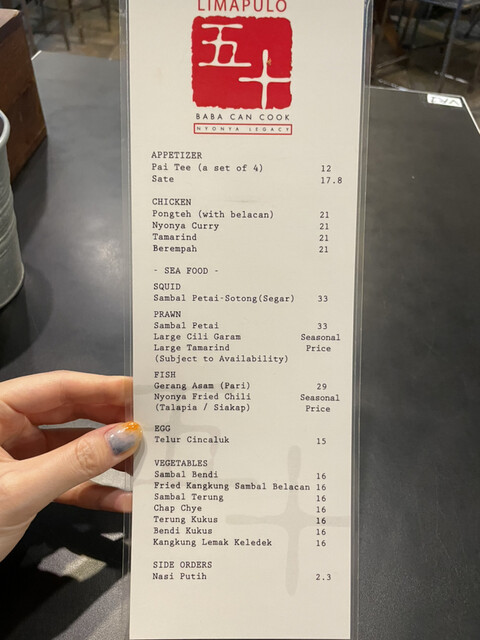 LIMAPULO
五
十
BABA CAN COOK
NYONYA LEGACY
APPETIZER
Pai Tee (a set of 4) 12
Sate 17.8
CHICKEN
Pongteh (with belacan) 21
Nyonya Curry 21
Tamarind 21
Berempah 21
- SEA FOOD -
SQUID
Sambal Petai-Sotong(Segar) 33
PRAWN
Sambal Petai 33
Large Cili Garam Seasonal
Large Tamarind Price
(Subject to Availability)
FISH
Gerang Asam (Pari) 29
Nyonya Fried Chili Seasonal
(Talapia / Siakap) Price
EGG
Telur Cincaluk 15
VEGETABLES
Sambal Bendi 16
Fried Kangkung Sambal Belacan 16
Sambal Terung 16
Chap Chye 16
Terung Kukus 16
Bendi Kukus 16
Kangkung Lemak Keledek 16
SIDE ORDERS
Nasi Putih 2.3